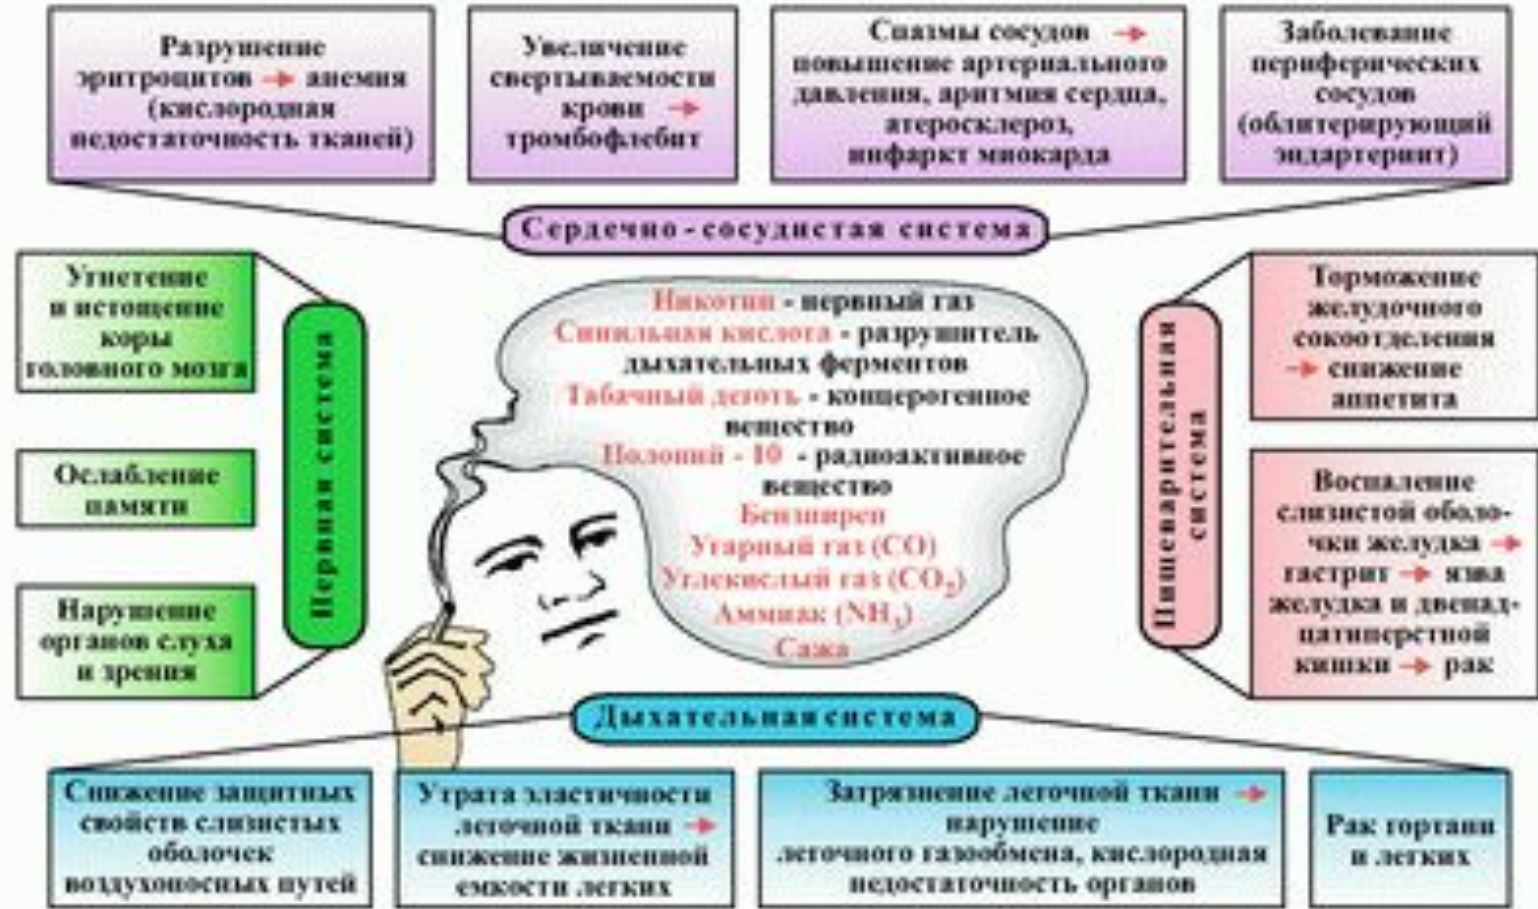 Разрушение
эритроцитов → анемия
(кислородная
недостаточность тканей)
Увеличение
свертываемости
крови →
тромбофлебит
Спазмы сосудов →
повышение артериального
давления, аритмия сердца,
атеросклероз,
инфаркт миокарда
Заболевание
периферических
сосудов
(облитерирующий
эндартериит)
Сердечно-сосудистая система
Угнетение
и истощение
коры
головного мозга
Ослабление
памяти
Нарушение
органов слуха
и зрения
Нервная система
Никотин - нервный газ
Синильная кислота - разрушитель
дыхательных ферментов
Табачный деготь - концерогенное
вещество
Полоний - 10 - радиоактивное
вещество
Бензпирен
Угарный газ (CO)
Углекислый газ (CO₂)
Аммиак (NH₃)
Сажа
Пищеварительная
система
Торможение
желудочного
сокоотделения
→ снижение
аппетита
Воспаление
слизистой оболо-
чки желудка →
гастрит → язва
желудка и двенад-
цатиперстной
кишки → рак
Дыхательная система
Снижение защитных
свойств слизистых
оболочек
воздухоносных путей
Утрата эластичности
легочной ткани →
снижение жизненной
емкости легких
Загрязнение легочной ткани →
нарушение
легочного газообмена, кислородная
недостаточность органов
Рак гортани
и легких